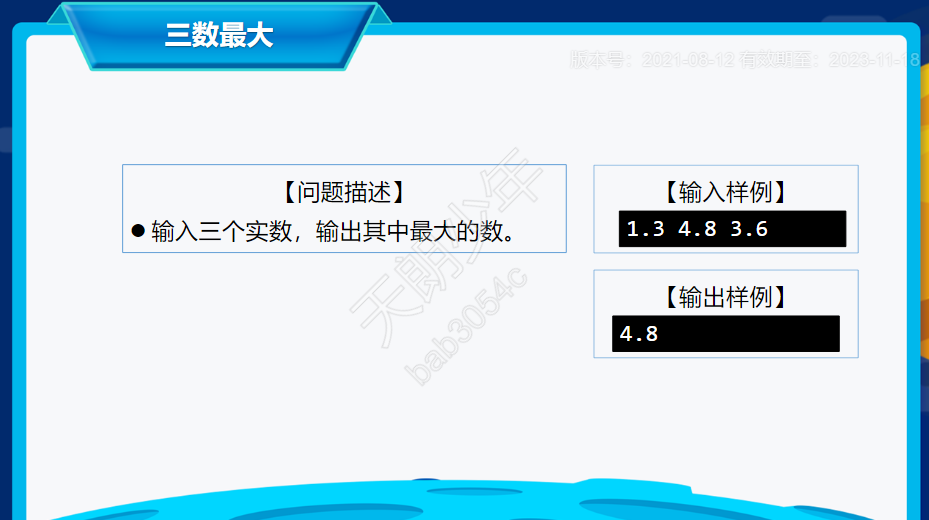 三数最大
版本号：2021-08-12 有效期至：2023-11-18
【问题描述】
●输入三个实数，输出其中最大的数。
【输入样例】
1.3 4.8 3.6
【输出样例】
4.8
天朗少年
bab3054c